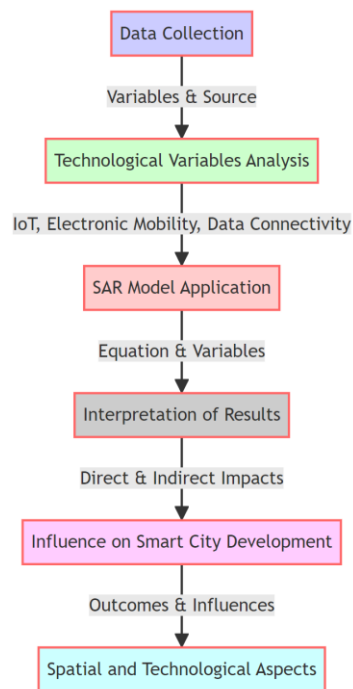 Data Collection
Variables & Source
Technological Variables Analysis
IoT, Electronic Mobility, Data Connectivity
SAR Model Application
Equation & Variables
Interpretation of Results
Direct & Indirect Impacts
Influence on Smart City Development
Outcomes & Influences
Spatial and Technological Aspects